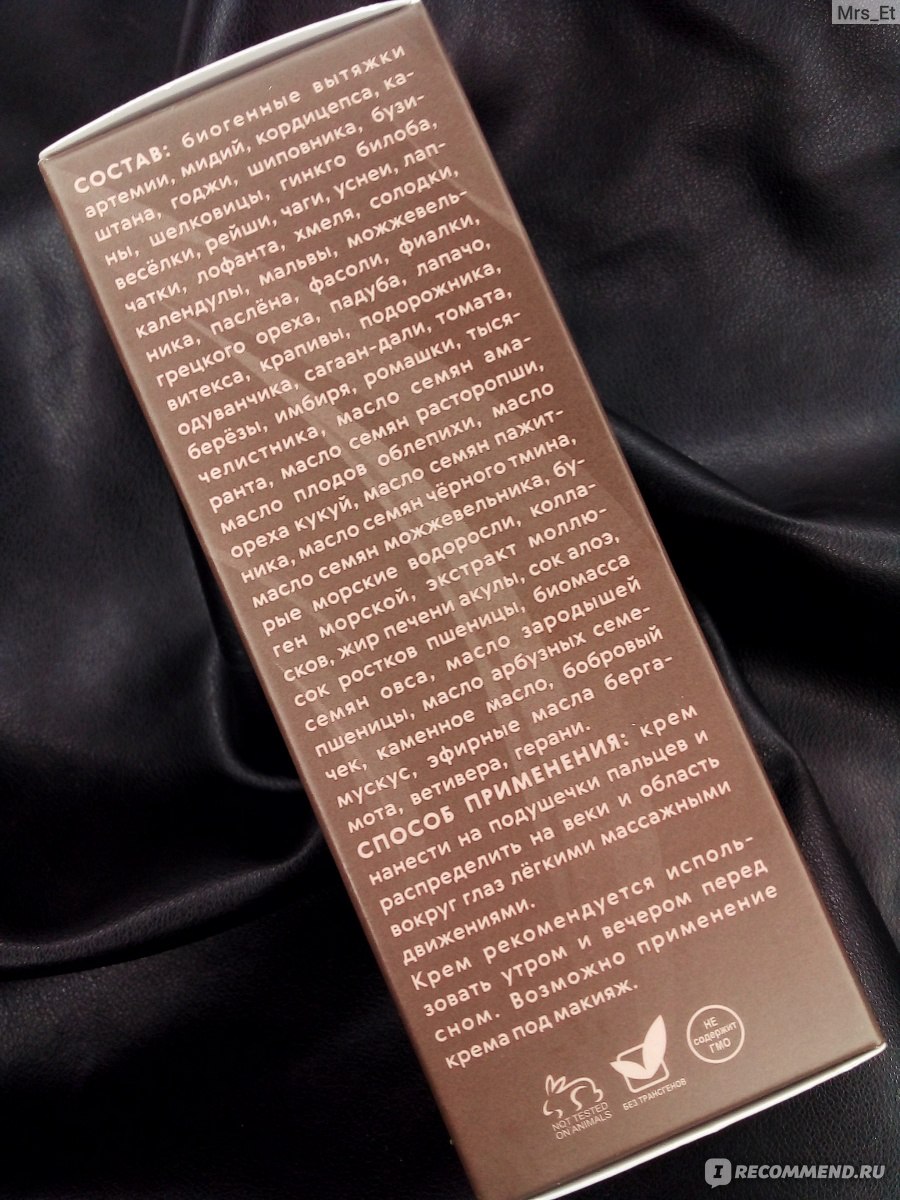 Mrs_Et
СОСТАВ: биогенные вытяжки
артемии, мидий, кордицепса, ка-
штана, годжи, шиповника, бузи-
ны, шелковицы, гинкго билоба,
весёлки, рейши, чаги, уснеи, лап-
чатки, лофанта, хмеля, солодки,
календулы, мальвы, можжевель-
ника, паслёна, фасоли, фиалки,
грецкого ореха, падуба, лапачо,
витекса, крапивы, подорожника,
одуванчика, сагаан-дали, томата,
берёзы, имбиря, ромашки, тыся-
челистника, масло семян ама-
ранта, масло семян расторопши,
масло плодов облепихи, масло
ореха кукуй, масло семян пажит-
ника, масло семян чёрного тмина,
масло семян можжевельника, бу-
рые морские водоросли, колла-
ген морской, экстракт моллю-
сков, жир печени акулы, сок алоэ,
сок ростков пшеницы, биомасса
семян овса, масло зародышей
пшеницы, масло арбузных семе-
чек, каменное масло, бобровый
мускус, эфирные масла берга-
мота, ветивера, герани.
СПОСОБ ПРИМЕНЕНИЯ: крем
нанести на подушечки пальцев и
распределить на веки и область
вокруг глаз лёгкими массажными
движениями.
Крем рекомендуется исполь-
зовать утром и вечером перед
сном. Возможно применение
крема под макияж.
НЕ
содержит
ГМО
БЕЗ ТРАНСГЕНОВ
NOT TESTED
ON ANIMALS
I RECOMMEND.RU